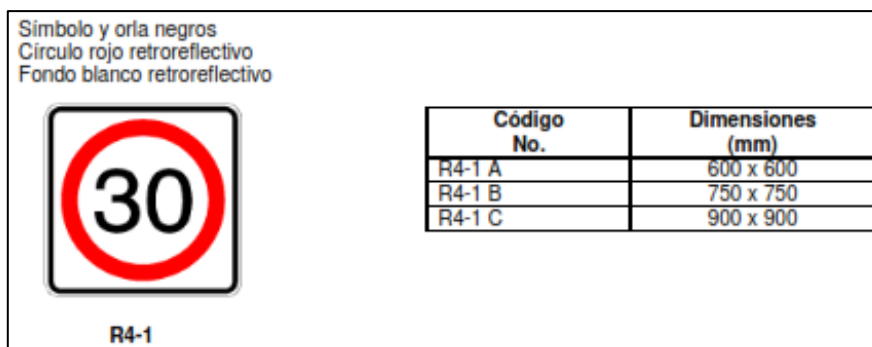 Símbolo y orla negros
Círculo rojo retroreflectivo
Fondo blanco retroreflectivo
30
R4-1
Código No. Dimensiones (mm)
R4-1 A 600 x 600
R4-1 B 750 x 750
R4-1 C 900 x 900